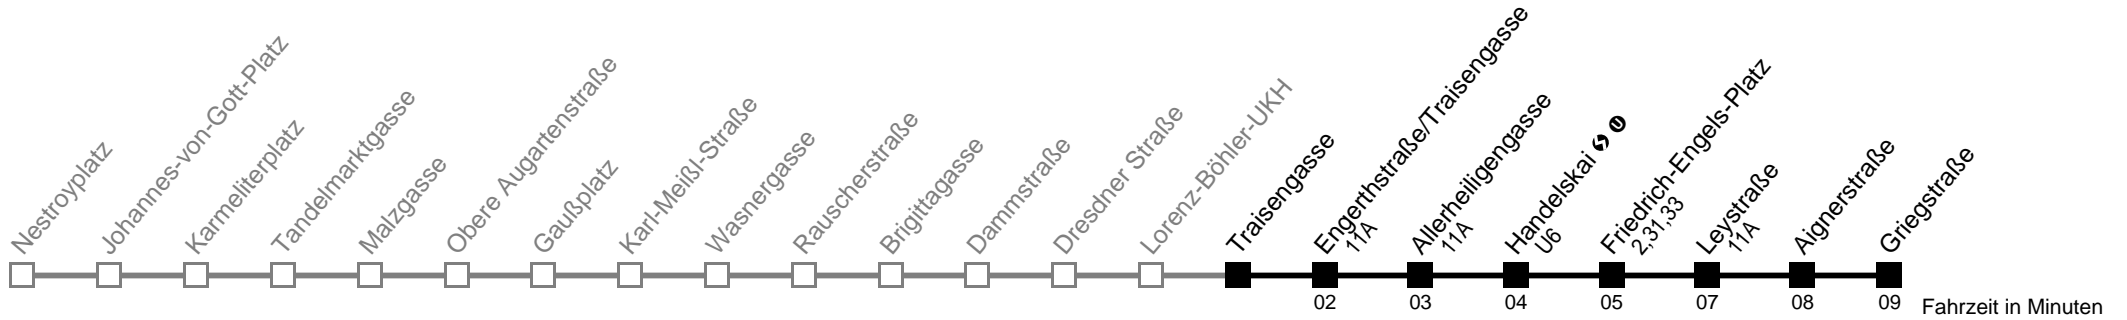 Nestroyplatz
Johannes-von-Gott-Platz
Karmeliterplatz
Tandelmarktgasse
Malzgasse
Obere Augartenstraße
Gaußplatz
Karl-Meißl-Straße
Wasnergasse
Rauscherstraße
Brigittagasse
Dammstraße
Dresdner Straße
Lorenz-Böhler-UKH
Traisengasse
Engerthstraße/Traisengasse
11A
Allerheiligengasse
11A
Handelskai S U
U6
Friedrich-Engels-Platz
2,31,33
Leystraße
11A
Aignerstraße
Griegstraße
02 03 04 05 07 08 09 Fahrzeit in Minuten